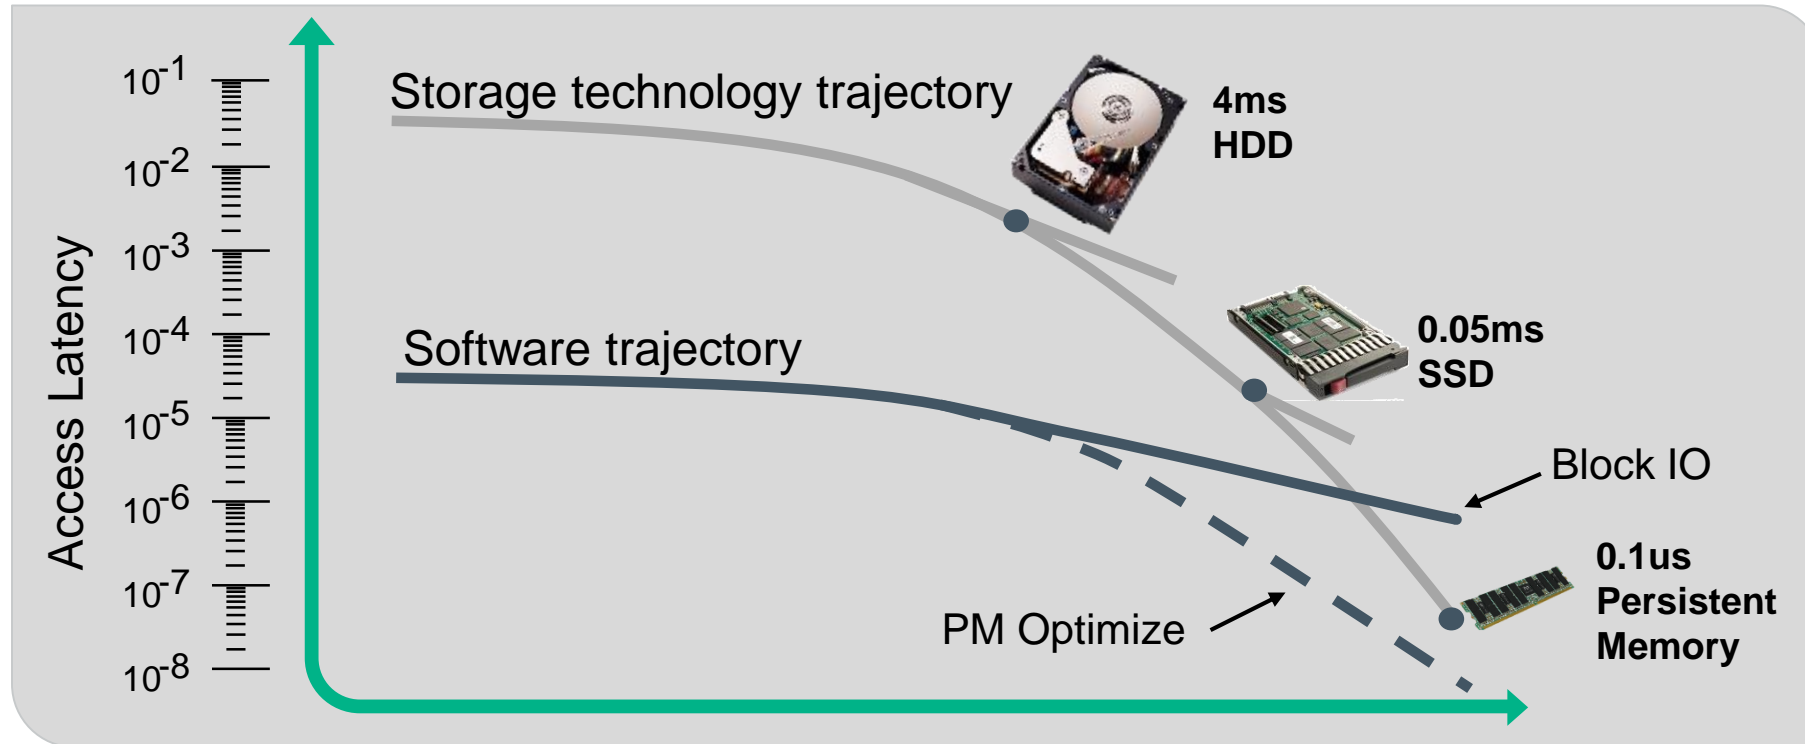 Access Latency
10-1
10-2
10-3
10-4
10-5
10-6
10-7
10-8
Storage technology trajectory
4ms
HDD
Software trajectory
0.05ms
SSD
Block IO
PM Optimize
0.1us
Persistent
Memory